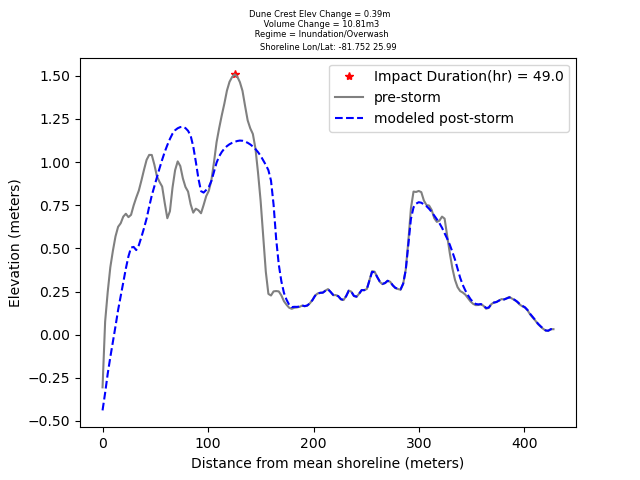 Dune Crest Elev Change = 0.39m
Volume Change = 10.81m3
Regime = Inundation/Overwash
Shoreline Lon/Lat: -81.752 25.99
Impact Duration(hr) = 49.0
pre-storm
modeled post-storm
Elevation (meters)
1.50
1.25
1.00
0.75
0.50
0.25
0.00
−0.25
−0.50
0 100 200 300 400
Distance from mean shoreline (meters)